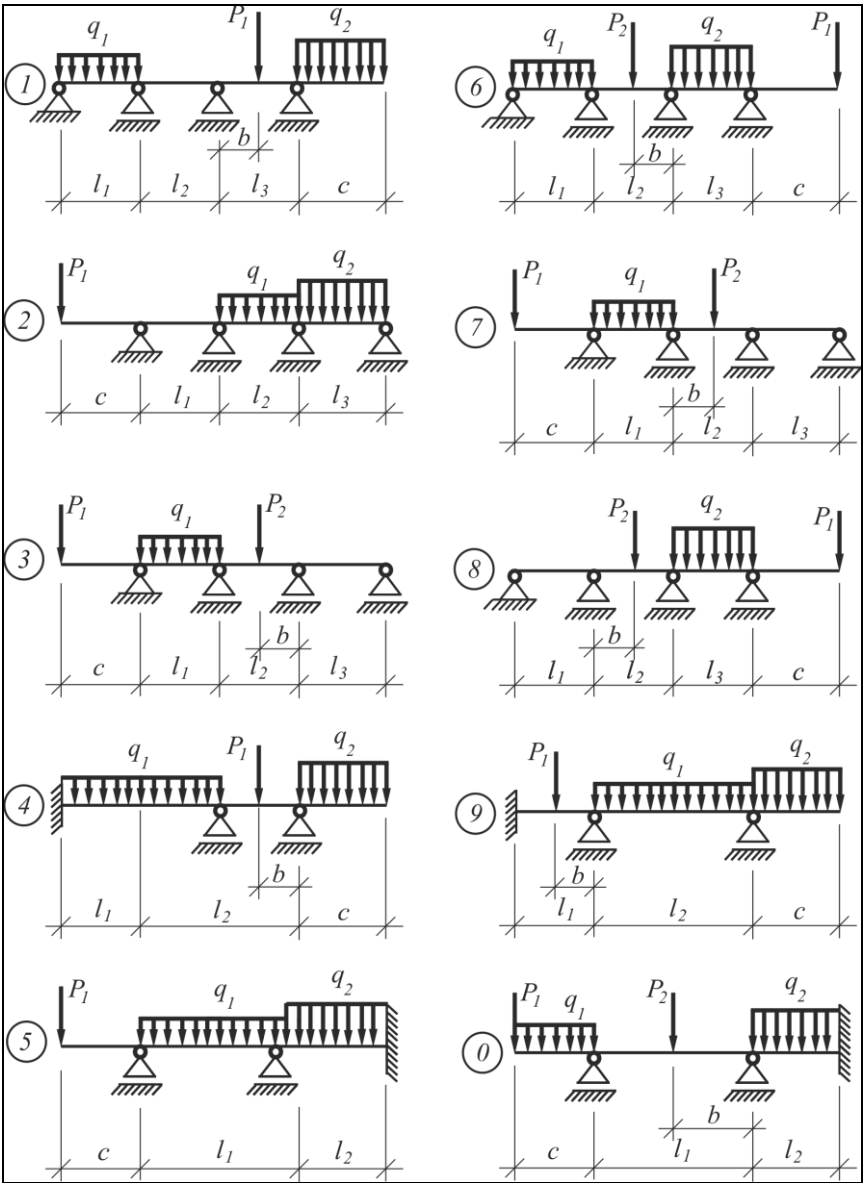 1 q1 P1 q2
b
l1 l2 l3 c
2 P1 q1 q2
c l1 l2 l3
3 P1 q1 P2
b
c l1 l2 l3
4 q1 P1 q2
b
l1 l2 c
5 P1 q1 q2
c l1 l2
6 q1 P2 q2 P1
b
l1 l2 l3 c
7 P1 q1 P2
b
c l1 l2 l3
8 P2 q2 P1
b
l1 l2 l3 c
9 P1 q1 q2
b
l1 l2 c
0 P1 q1 P2 q2
b
c l1 l2